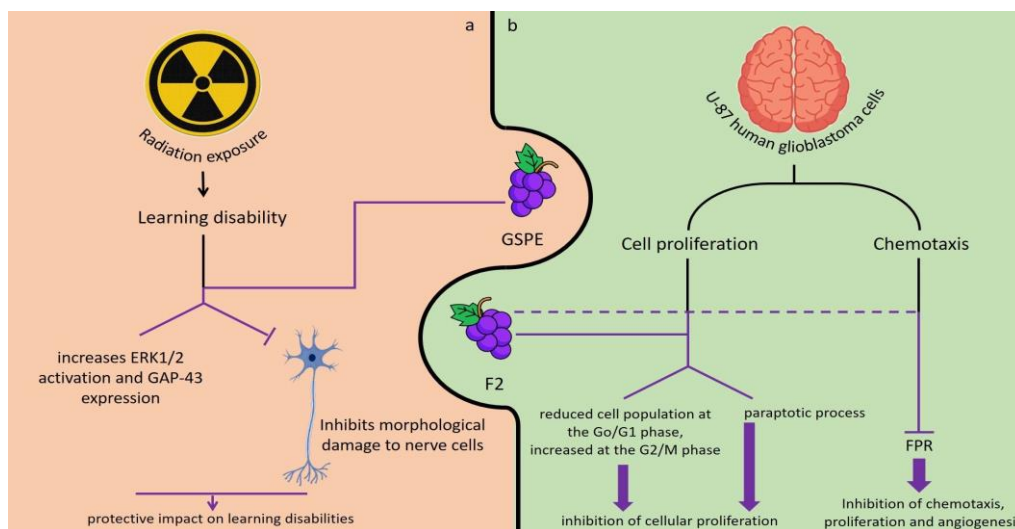 a
Radiation exposure
Learning disability
GSPE
increases ERK1/2
activation and GAP-43
expression
Inhibits morphological
damage to nerve cells
protective impact on learning disabilities
b
U-87 human glioblastoma cells
Cell proliferation
Chemotaxis
F2
reduced cell population at
the Go/G1 phase,
increased at the G2/M phase
paraptotic process
FPR
inhibition of cellular proliferation
Inhibition of chemotaxis,
proliferation and angiogenesi